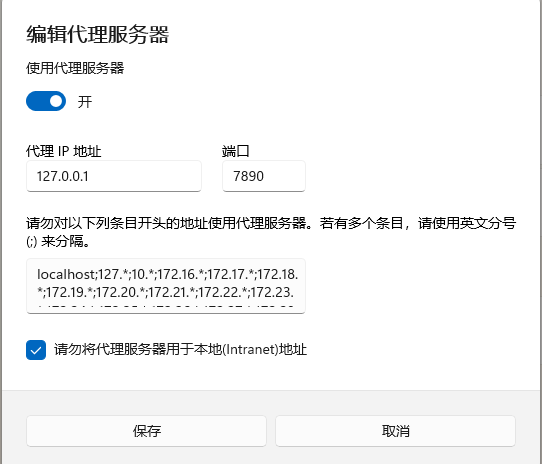 编辑代理服务器
使用代理服务器
开
代理 IP 地址
端口
127.0.0.1
7890
请勿对以下列条目开头的地址使用代理服务器。若有多个条目，请使用英文分号
(;) 来分隔。
localhost;127.*;10.*;172.16.*;172.17.*;172.18.
*;172.19.*;172.20.*;172.21.*;172.22.*;172.23.
请勿将代理服务器用于本地(Intranet)地址
保存
取消